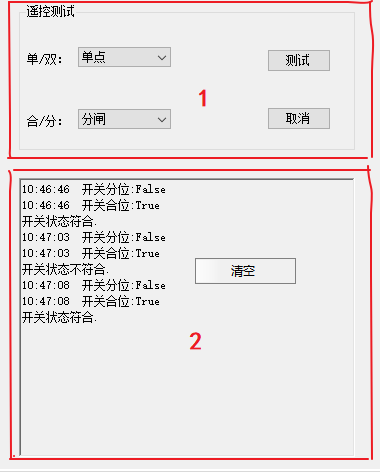 遥控测试
单/双: 单点 测试
合/分: 分闸 取消
1
10:46:46 开关分位:False
10:46:46 开关合位:True
开关状态符合.
10:47:03 开关分位:False
10:47:03 开关合位:True
开关状态不符合.
10:47:08 开关分位:False
10:47:08 开关合位:True
开关状态符合.
清空
2